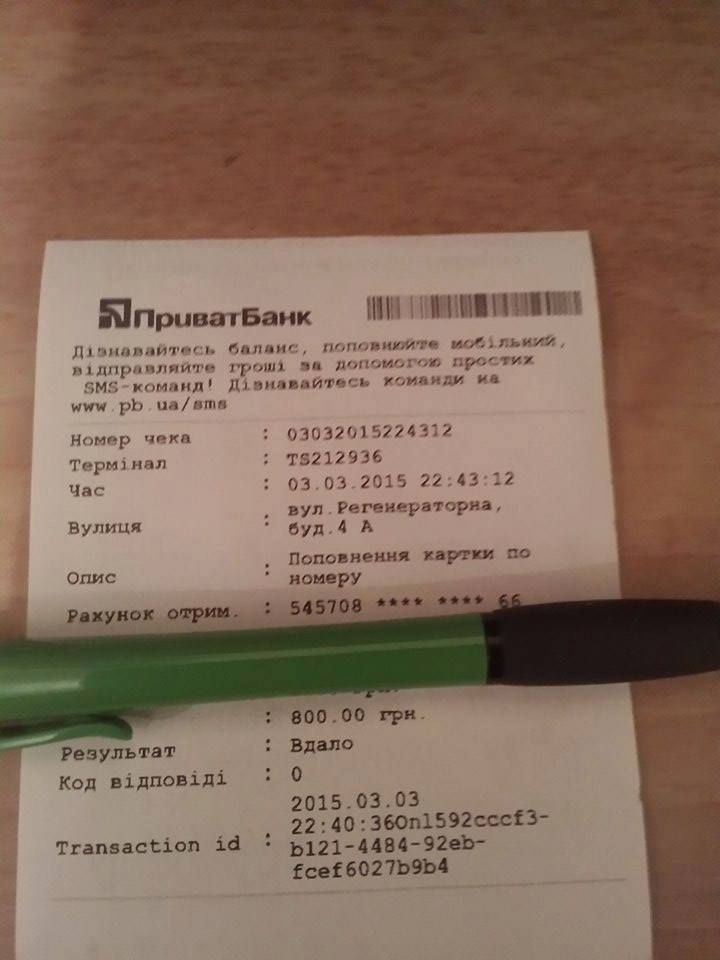 ПриватБанк
Дізнавайтесь баланс, поповнюйте мобільний,
відправляйте гроші за допомогою простих
SMS-команд! Дізнавайтесь команди на
www.pb.ua/sms
Номер чека : 03032015224312
Термінал : TS212936
Час : 03.03.2015 22:43:12
Вулиця : вул.Регенераторна,
буд.4 А
Опис : Поповнення картки по
номеру
Рахунок отрим. : 545708 **** **** 66
: 800.00 грн.
Результат : Вдало
Код відповіді : 0
Transaction id : 2015.03.03
22:40:36Onl592cccf3-
b121-4484-92eb-
fcef6027b9b4